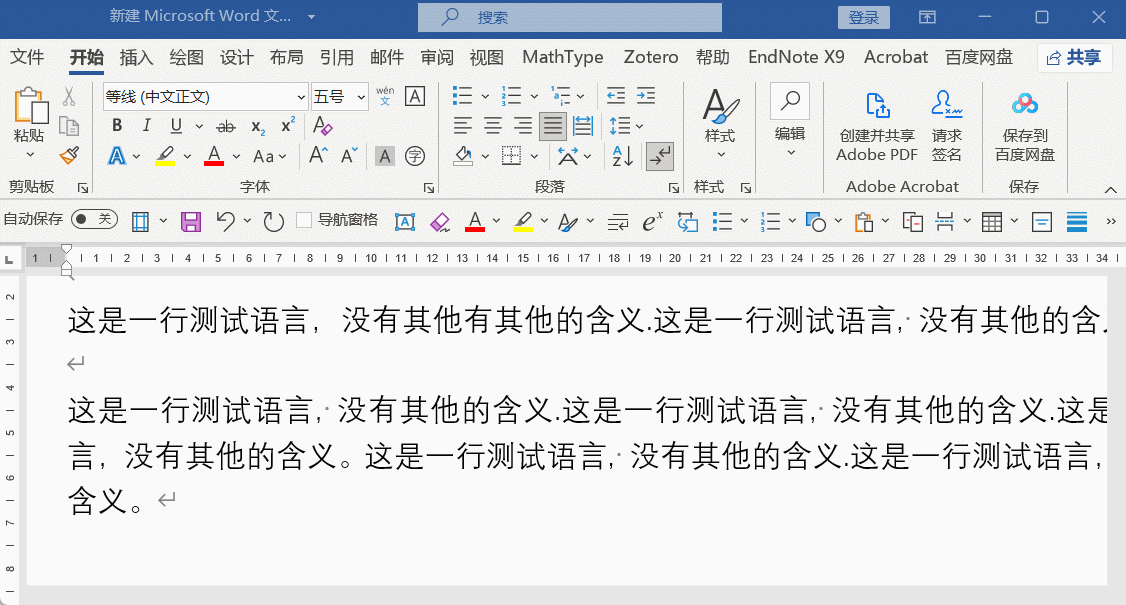 新建 Microsoft Word 文...
搜索
登录
文件 开始 插入 绘图 设计 布局 引用 邮件 审阅 视图 MathType Zotero 帮助 EndNote X9 Acrobat 百度网盘 共享
等线 (中文正文) 五号 wén 文 A
B I U ab x₂ x² A
A A Aa A A A 字
粘贴
样式
编辑
创建并共享 Adobe PDF
请求签名
保存到百度网盘
剪贴板 字体 段落 样式 Adobe Acrobat 保存
自动保存 关 导航窗格 A A eˣ
1 1 2 3 4 5 6 7 8 9 10 11 12 13 14 15 16 17 18 19 20 21 22 23 24 25 26 27 28 29 30 31 32 33 34
2
3
4
5
6
7
8
这是一行测试语言，没有其他有其他的含义.这是一行测试语言, 没有其他的含
这是一行测试语言, 没有其他的含义.这是一行测试语言, 没有其他的含义.这是
言，没有其他的含义。这是一行测试语言, 没有其他的含义.这是一行测试语言,
含义。